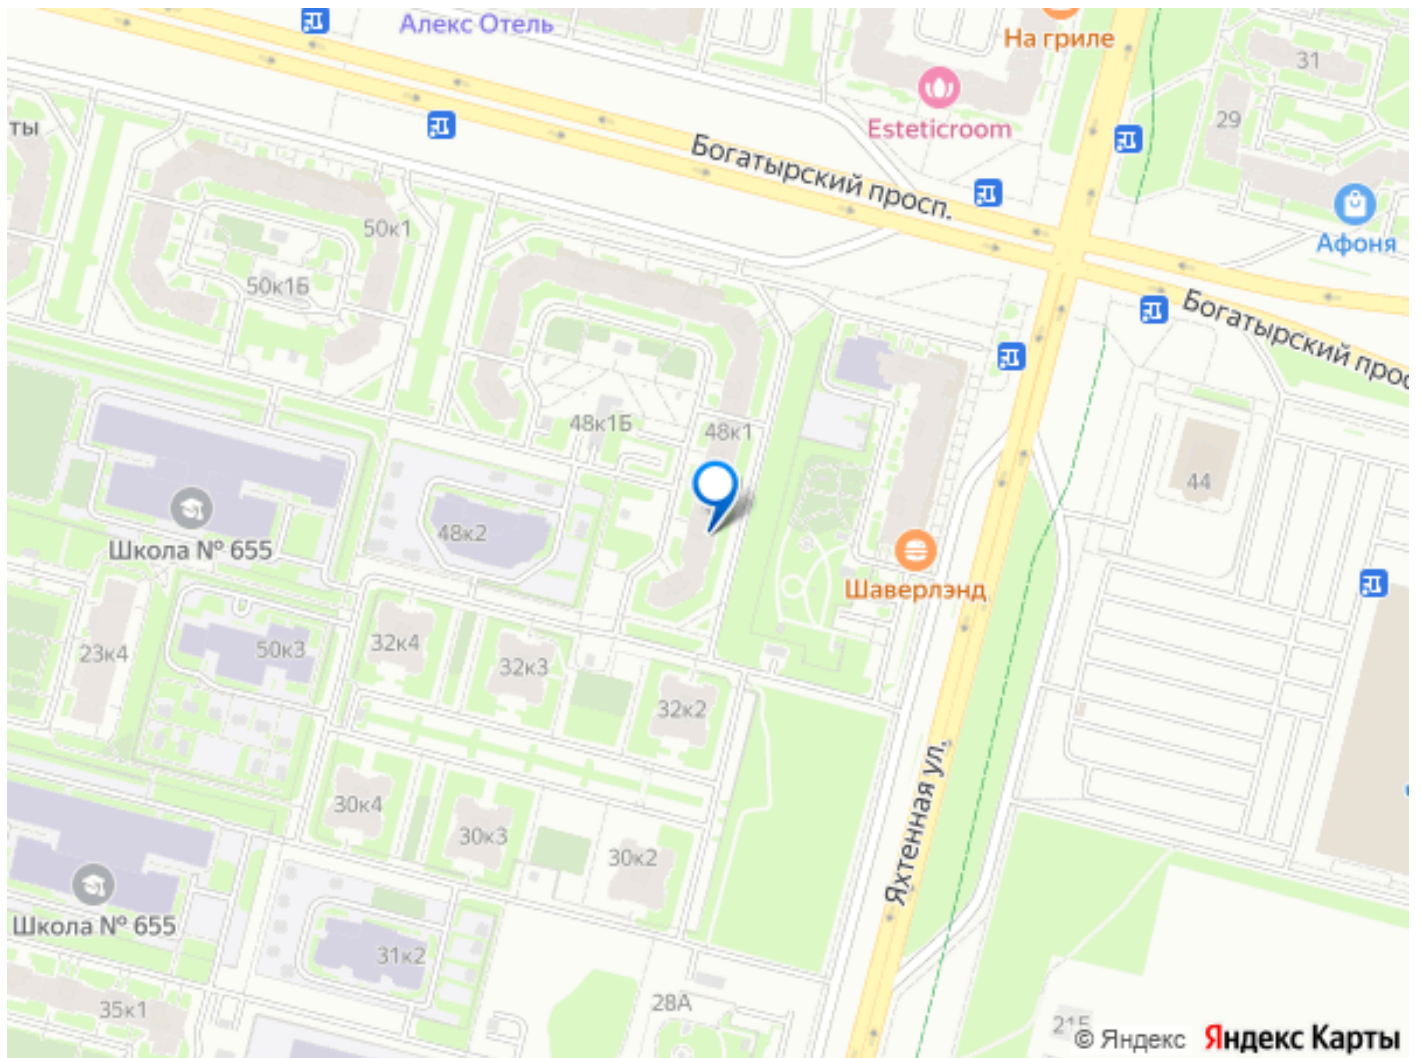 Алекс Отель
На гриле
31
Esteticroom
29
ты
Богатырский просп.
50к1
Афоня
50к1Б
Богатырский прос
48к1Б
48к1
44
48к2
Школа № 655
Шаверлэнд
32к4
50к3
23к4
32к3
32к2
Яхтенная ул.
30к4
30к3
30к2
Школа № 655
31к2
35к1
28А
21Б
© Яндекс Яндекс Карты